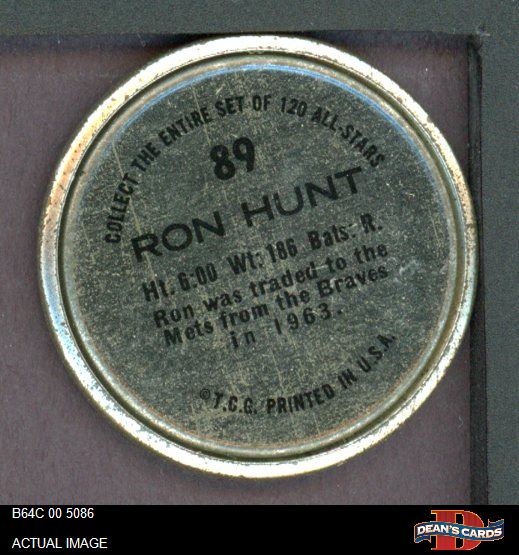 COLLECT THE ENTIRE SET OF 120 ALL-STARS
89
RON HUNT
Ht. 6:00 Wt: 186 Bats: R.
Ron was traded to the
Mets from the Braves
in 1963.
©T.C.G. PRINTED IN U.S.A.
B64C 00 5086
ACTUAL IMAGE
D
DEAN'S CARDS